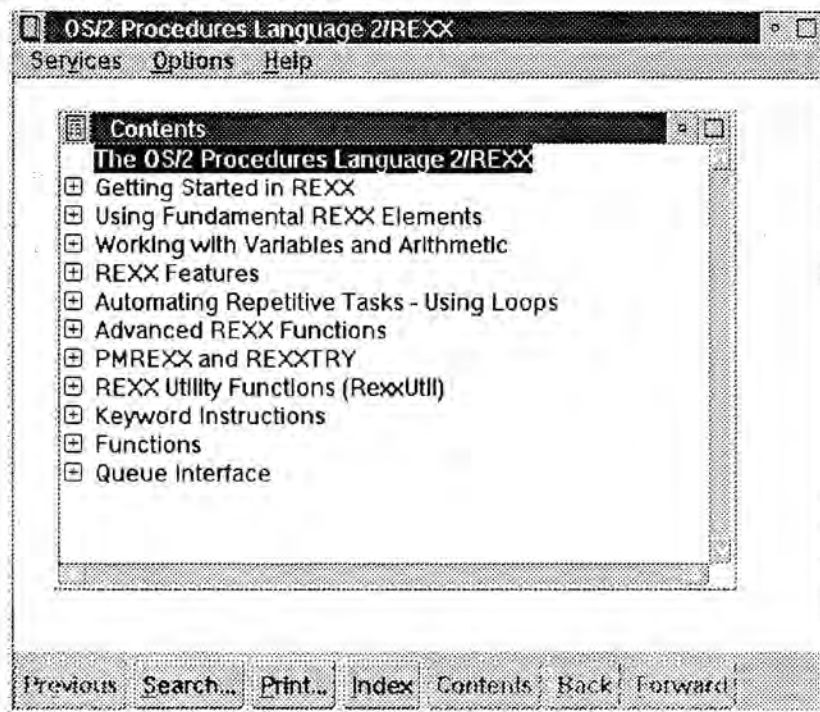 OS/2 Procedures Language 2/REXX
Services Options Help
Contents
The OS/2 Procedures Language 2/REXX
Getting Started in REXX
Using Fundamental REXX Elements
Working with Variables and Arithmetic
REXX Features
Automating Repetitive Tasks - Using Loops
Advanced REXX Functions
PMREXX and REXXTRY
REXX Utility Functions (RexxUtil)
Keyword Instructions
Functions
Queue Interface
Previous Search... Print... Index Contents Back Forward